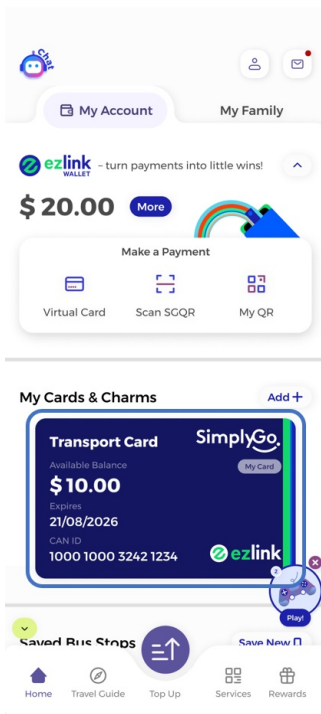 Chat
My Account
My Family
ezlink WALLET – turn payments into little wins!
$ 20.00 More
Make a Payment
Virtual Card
Scan SGQR
My QR
My Cards & Charms
Add +
Transport Card
SimplyGo.
Available Balance
My Card
$ 10.00
Expires
21/08/2026
CAN ID
1000 1000 3242 1234
ezlink
z
Play!
Saved Bus Stops
Save New
Home
Travel Guide
Top Up
Services
Rewards